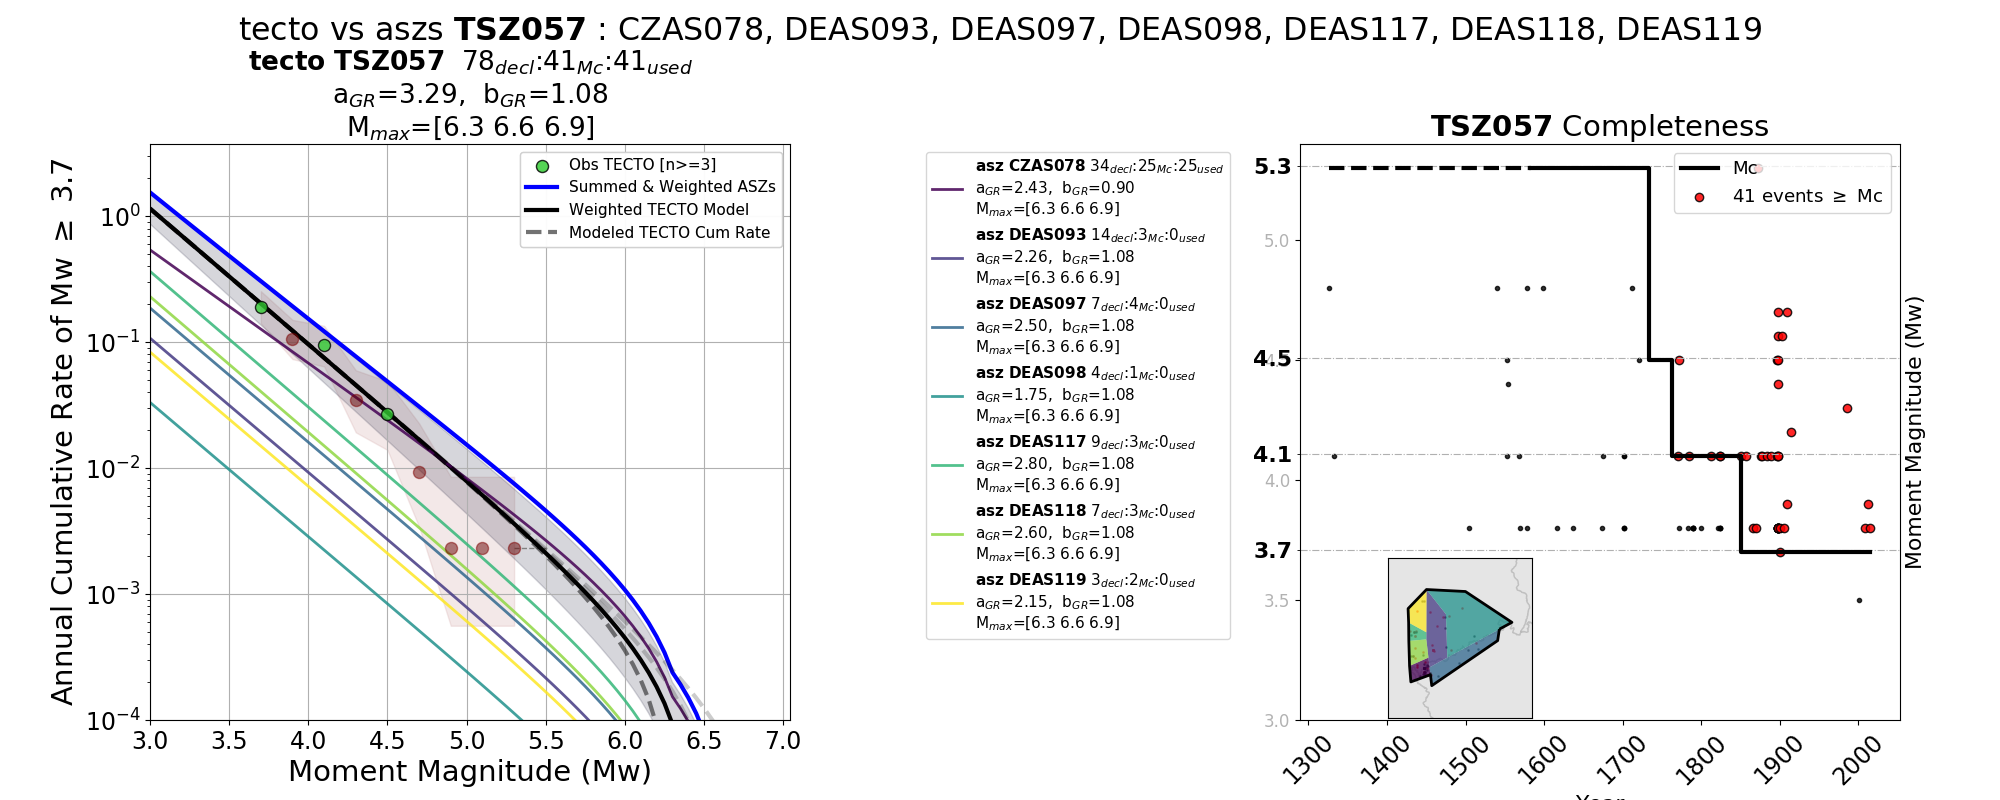 tecto vs aszs TSZ057 : CZAS078, DEAS093, DEAS097, DEAS098, DEAS117, DEAS118, DEAS119
tecto TSZ057 78decl:41Mc:41used
aGR=3.29, bGR=1.08
Mmax=[6.3 6.6 6.9]
Annual Cumulative Rate of Mw ≥ 3.7
10^0
10^-1
10^-2
10^-3
10^-4
Obs TECTO [n>=3]
Summed & Weighted ASZs
Weighted TECTO Model
Modeled TECTO Cum Rate
3.0 3.5 4.0 4.5 5.0 5.5 6.0 6.5 7.0
Moment Magnitude (Mw)
asz CZAS078 34decl:25Mc:25used
aGR=2.43, bGR=0.90
Mmax=[6.3 6.6 6.9]
asz DEAS093 14decl:3Mc:0used
aGR=2.26, bGR=1.08
Mmax=[6.3 6.6 6.9]
asz DEAS097 7decl:4Mc:0used
aGR=2.50, bGR=1.08
Mmax=[6.3 6.6 6.9]
asz DEAS098 4decl:1Mc:0used
aGR=1.75, bGR=1.08
Mmax=[6.3 6.6 6.9]
asz DEAS117 9decl:3Mc:0used
aGR=2.80, bGR=1.08
Mmax=[6.3 6.6 6.9]
asz DEAS118 7decl:3Mc:0used
aGR=2.60, bGR=1.08
Mmax=[6.3 6.6 6.9]
asz DEAS119 3decl:2Mc:0used
aGR=2.15, bGR=1.08
Mmax=[6.3 6.6 6.9]
TSZ057 Completeness
Mc
41 events ≥ Mc
5.3
5.0
4.5
4.1
4.0
3.7
3.5
3.0
Moment Magnitude (Mw)
1300 1400 1500 1600 1700 1800 1900 2000
Year